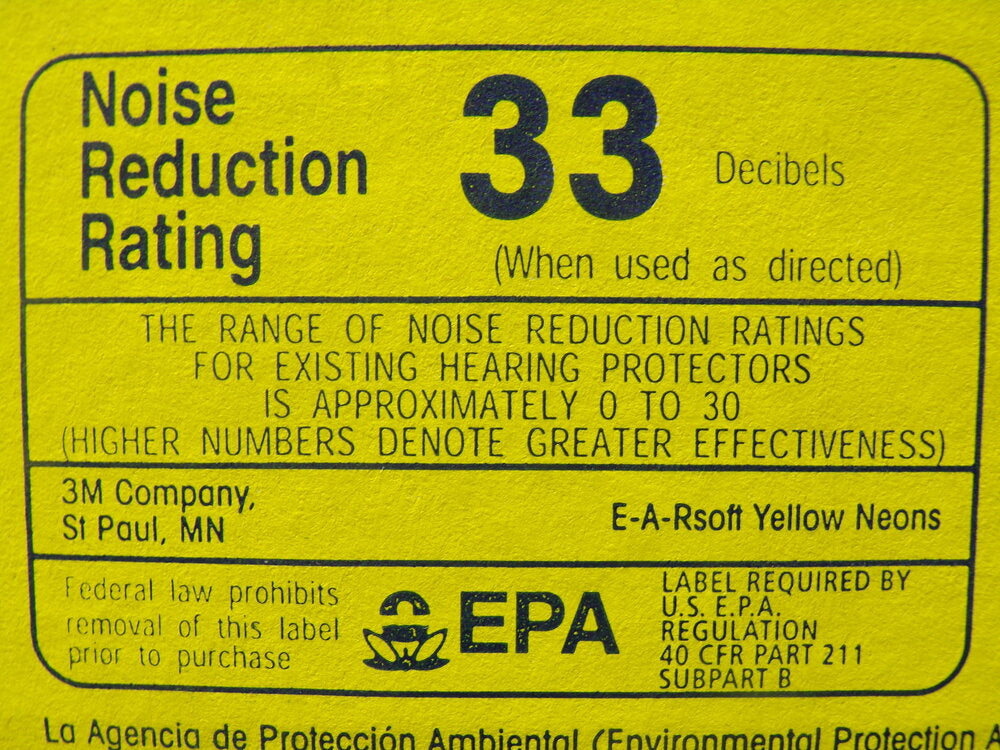 Noise
Reduction
Rating
33 Decibels
(When used as directed)
THE RANGE OF NOISE REDUCTION RATINGS
FOR EXISTING HEARING PROTECTORS
IS APPROXIMATELY 0 TO 30
(HIGHER NUMBERS DENOTE GREATER EFFECTIVENESS)
3M Company,
St Paul, MN
E-A-Rsoft Yellow Neons
Federal law prohibits
removal of this label
prior to purchase
EPA
LABEL REQUIRED BY
U.S. E.P.A.
REGULATION
40 CFR PART 211
SUBPART B
La Agencia de Protección Ambiental (Environmental Protection A